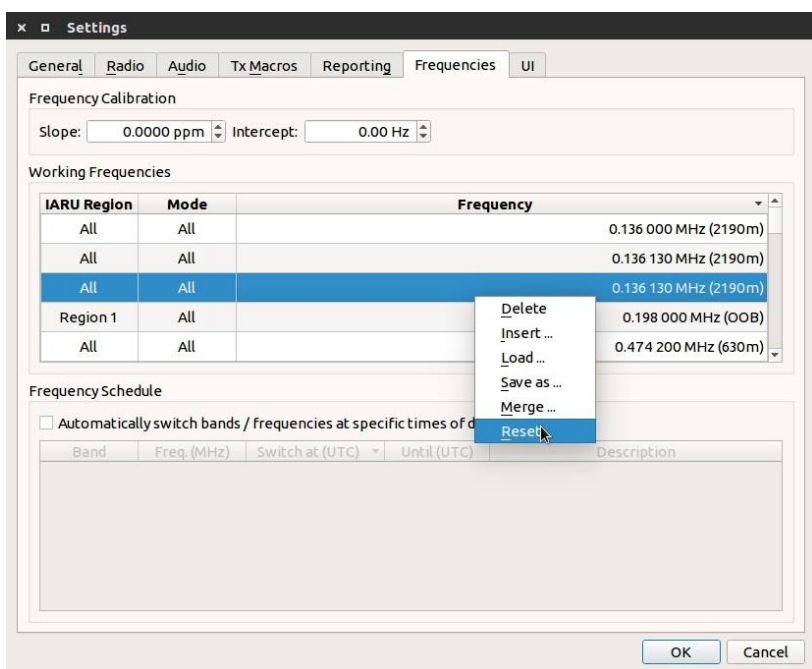 Settings
General Radio Audio Tx Macros Reporting Frequencies UI
Frequency Calibration
Slope: 0.0000 ppm Intercept: 0.00 Hz
Working Frequencies
IARU Region Mode Frequency
All All 0.136 000 MHz (2190m)
All All 0.136 130 MHz (2190m)
All All 0.136 130 MHz (2190m)
Region 1 All 0.198 000 MHz (OOB)
All All 0.474 200 MHz (630m)
Delete
Insert ...
Load ...
Save as ...
Merge ...
Reset
Frequency Schedule
Automatically switch bands / frequencies at specific times of d
Band Freq. (MHz) Switch at (UTC) Until (UTC) Description
OK Cancel